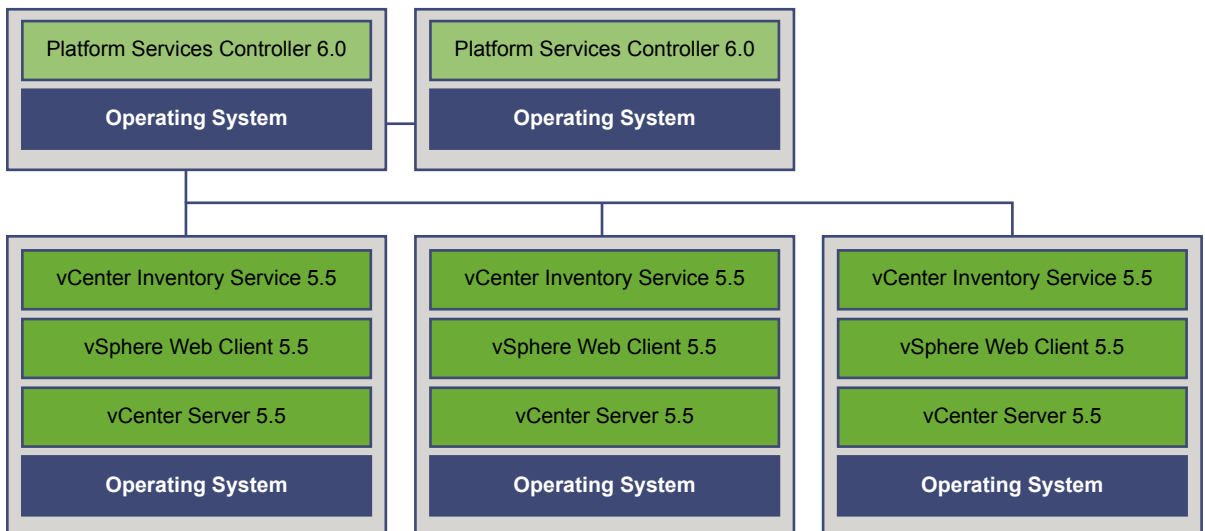 Platform Services Controller 6.0
Operating System
Platform Services Controller 6.0
Operating System
vCenter Inventory Service 5.5
vSphere Web Client 5.5
vCenter Server 5.5
Operating System
vCenter Inventory Service 5.5
vSphere Web Client 5.5
vCenter Server 5.5
Operating System
vCenter Inventory Service 5.5
vSphere Web Client 5.5
vCenter Server 5.5
Operating System